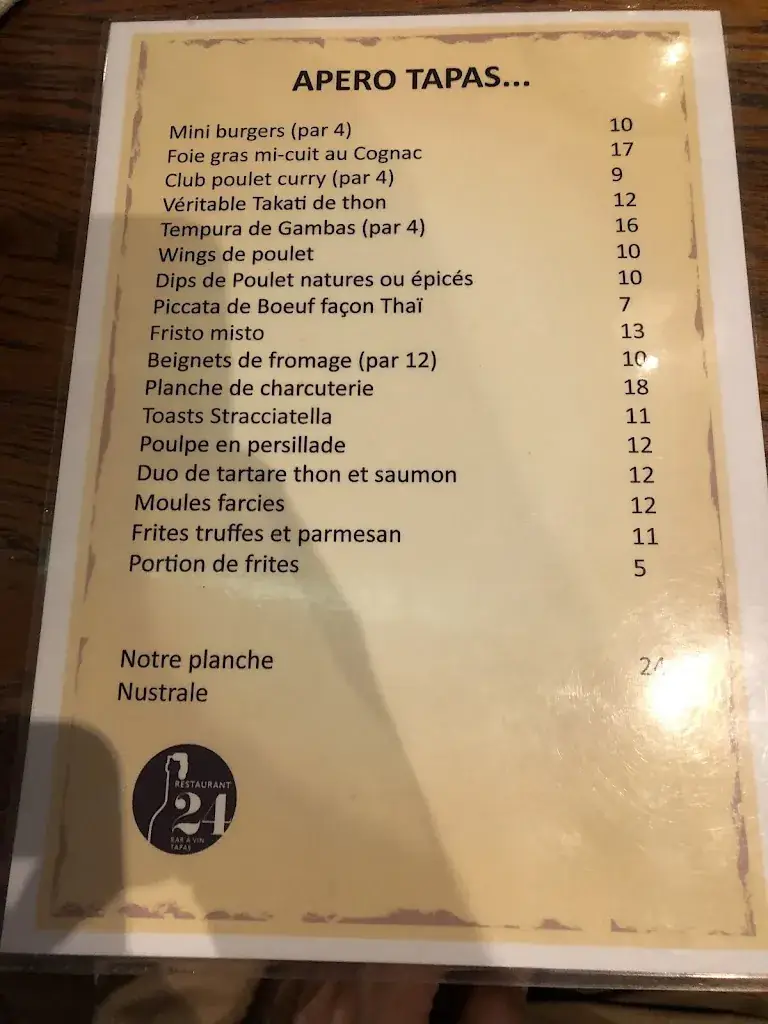 APERO TAPAS...
Mini burgers (par 4) 10
Foie gras mi-cuit au Cognac 17
Club poulet curry (par 4) 9
Véritable Takati de thon 12
Tempura de Gambas (par 4) 16
Wings de poulet 10
Dips de Poulet natures ou épicés 10
Piccata de Boeuf façon Thaï 7
Fristo misto 13
Beignets de fromage (par 12) 10
Planche de charcuterie 18
Toasts Stracciatella 11
Poulpe en persillade 12
Duo de tartare thon et saumon 12
Moules farcies 12
Frites truffes et parmesan 11
Portion de frites 5
Notre planche 24
Nustrale
RESTAURANT
24
BAR A VIN
TAPAS